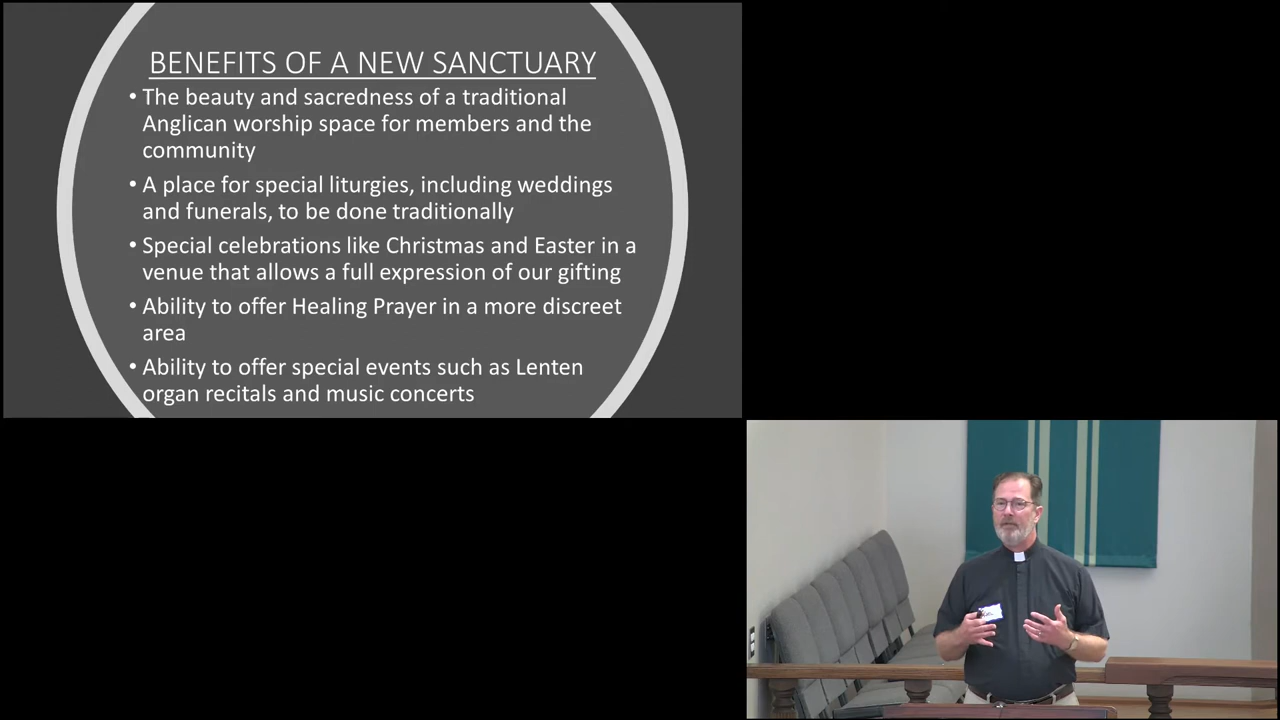 BENEFITS OF A NEW SANCTUARY
• The beauty and sacredness of a traditional
Anglican worship space for members and the
community
• A place for special liturgies, including weddings
and funerals, to be done traditionally
• Special celebrations like Christmas and Easter in a
venue that allows a full expression of our gifting
• Ability to offer Healing Prayer in a more discreet
area
• Ability to offer special events such as Lenten
organ recitals and music concerts